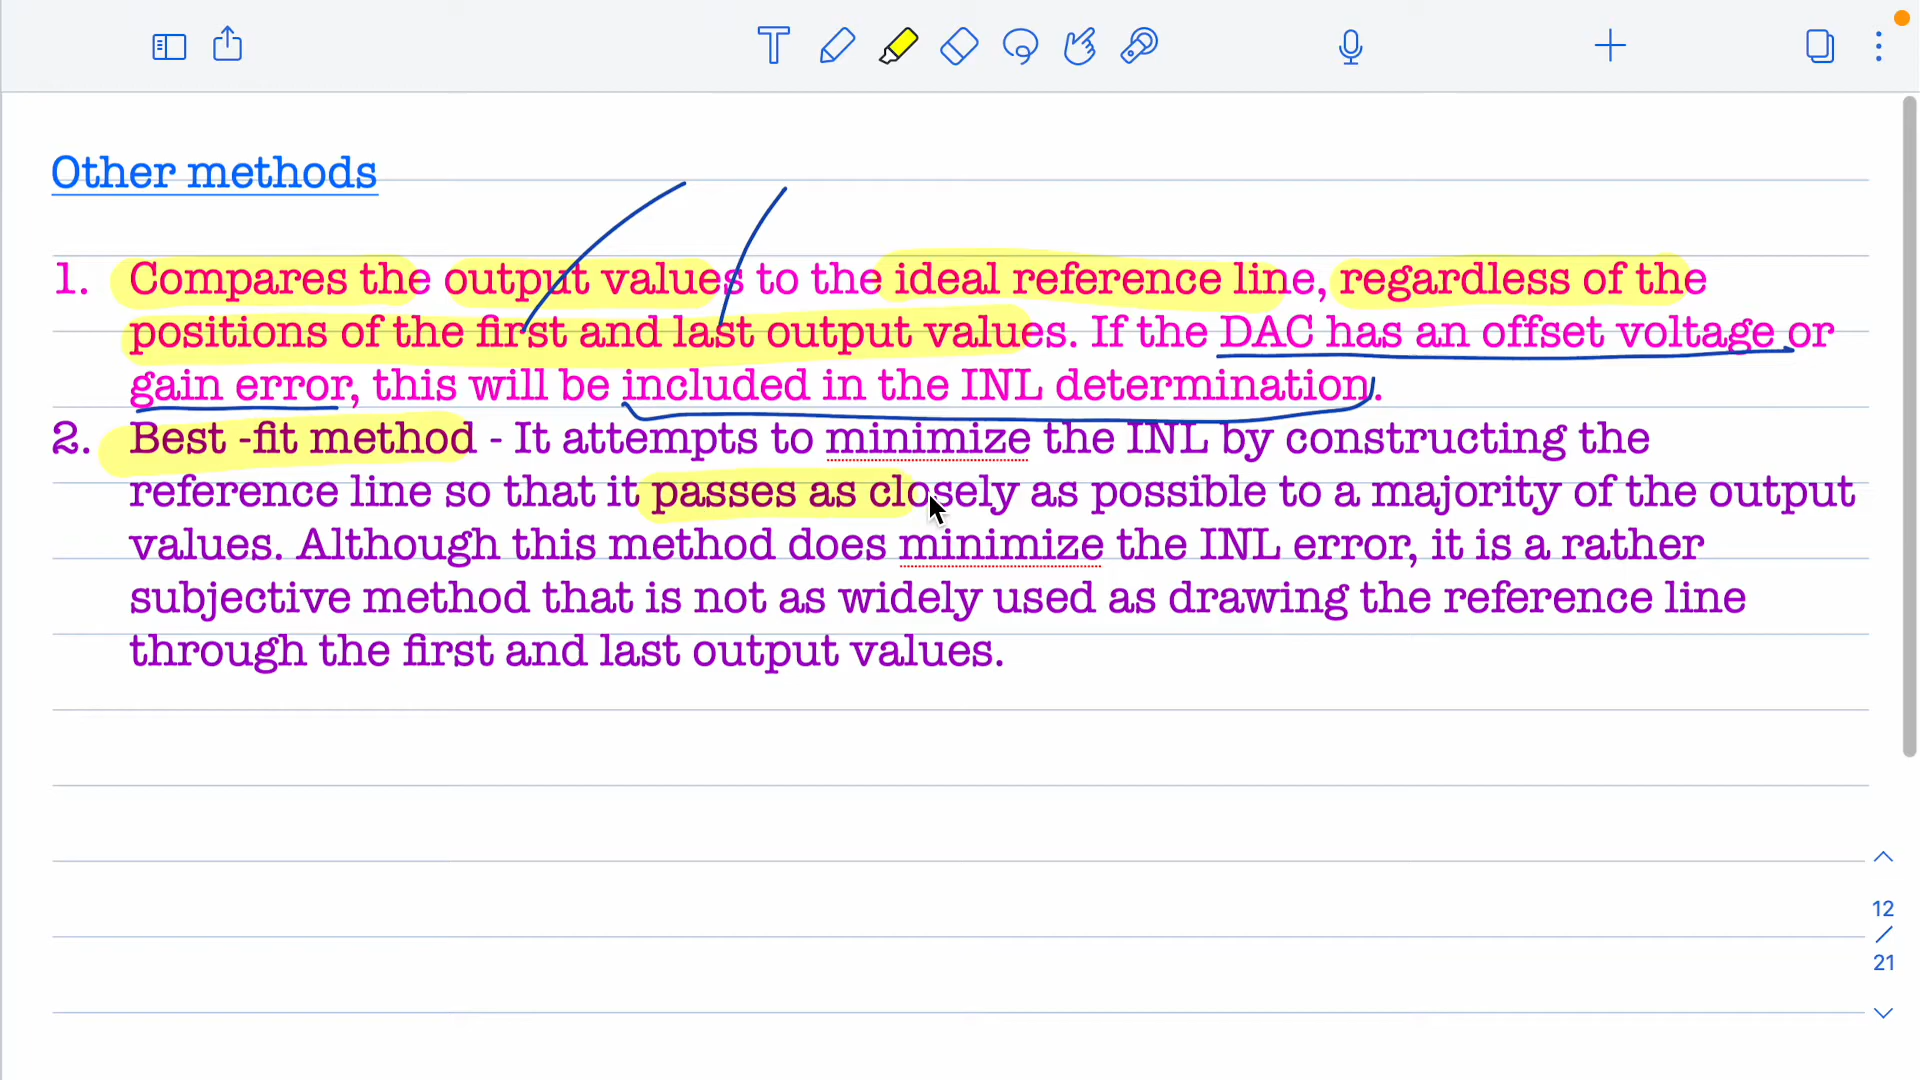 Other methods
1. Compares the output values to the ideal reference line, regardless of the
positions of the first and last output values. If the DAC has an offset voltage or
gain error, this will be included in the INL determination.
2. Best -fit method - It attempts to minimize the INL by constructing the
reference line so that it passes as closely as possible to a majority of the output
values. Although this method does minimize the INL error, it is a rather
subjective method that is not as widely used as drawing the reference line
through the first and last output values.
12
/
21